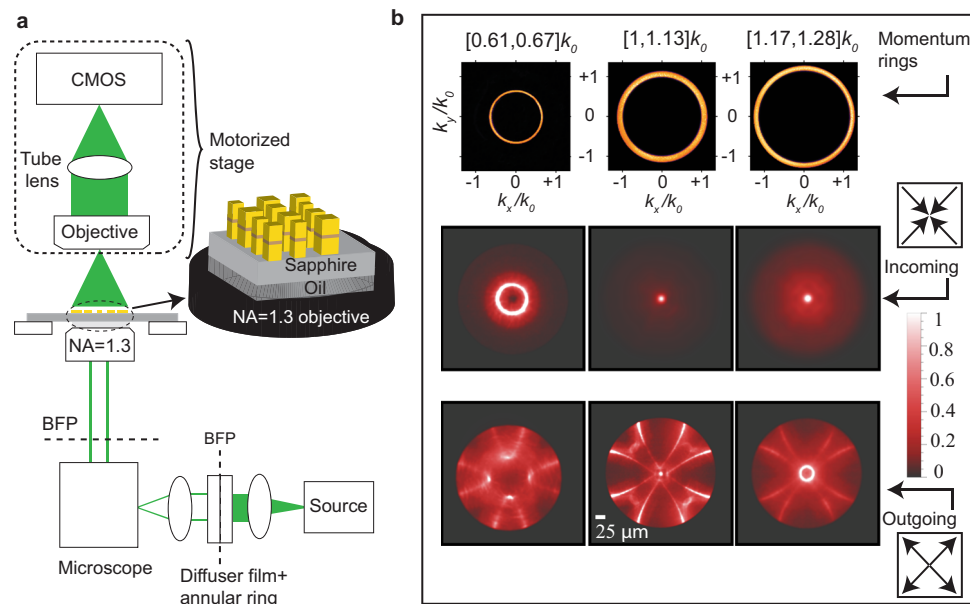 a
CMOS
Tube
lens
Motorized
stage
Objective
Sapphire
Oil
NA=1.3 objective
NA=1.3
BFP
BFP
Source
Microscope
Diffuser film+
annular ring
b
[0.61,0.67]k0
[1,1.13]k0
[1.17,1.28]k0
Momentum
rings
ky/k0
+1
0
-1
+1
0
-1
-1 0 +1
-1 0 +1
-1 0 +1
kx/k0
kx/k0
kx/k0
Incoming
1
0.8
0.6
0.4
0.2
0
25 µm
Outgoing